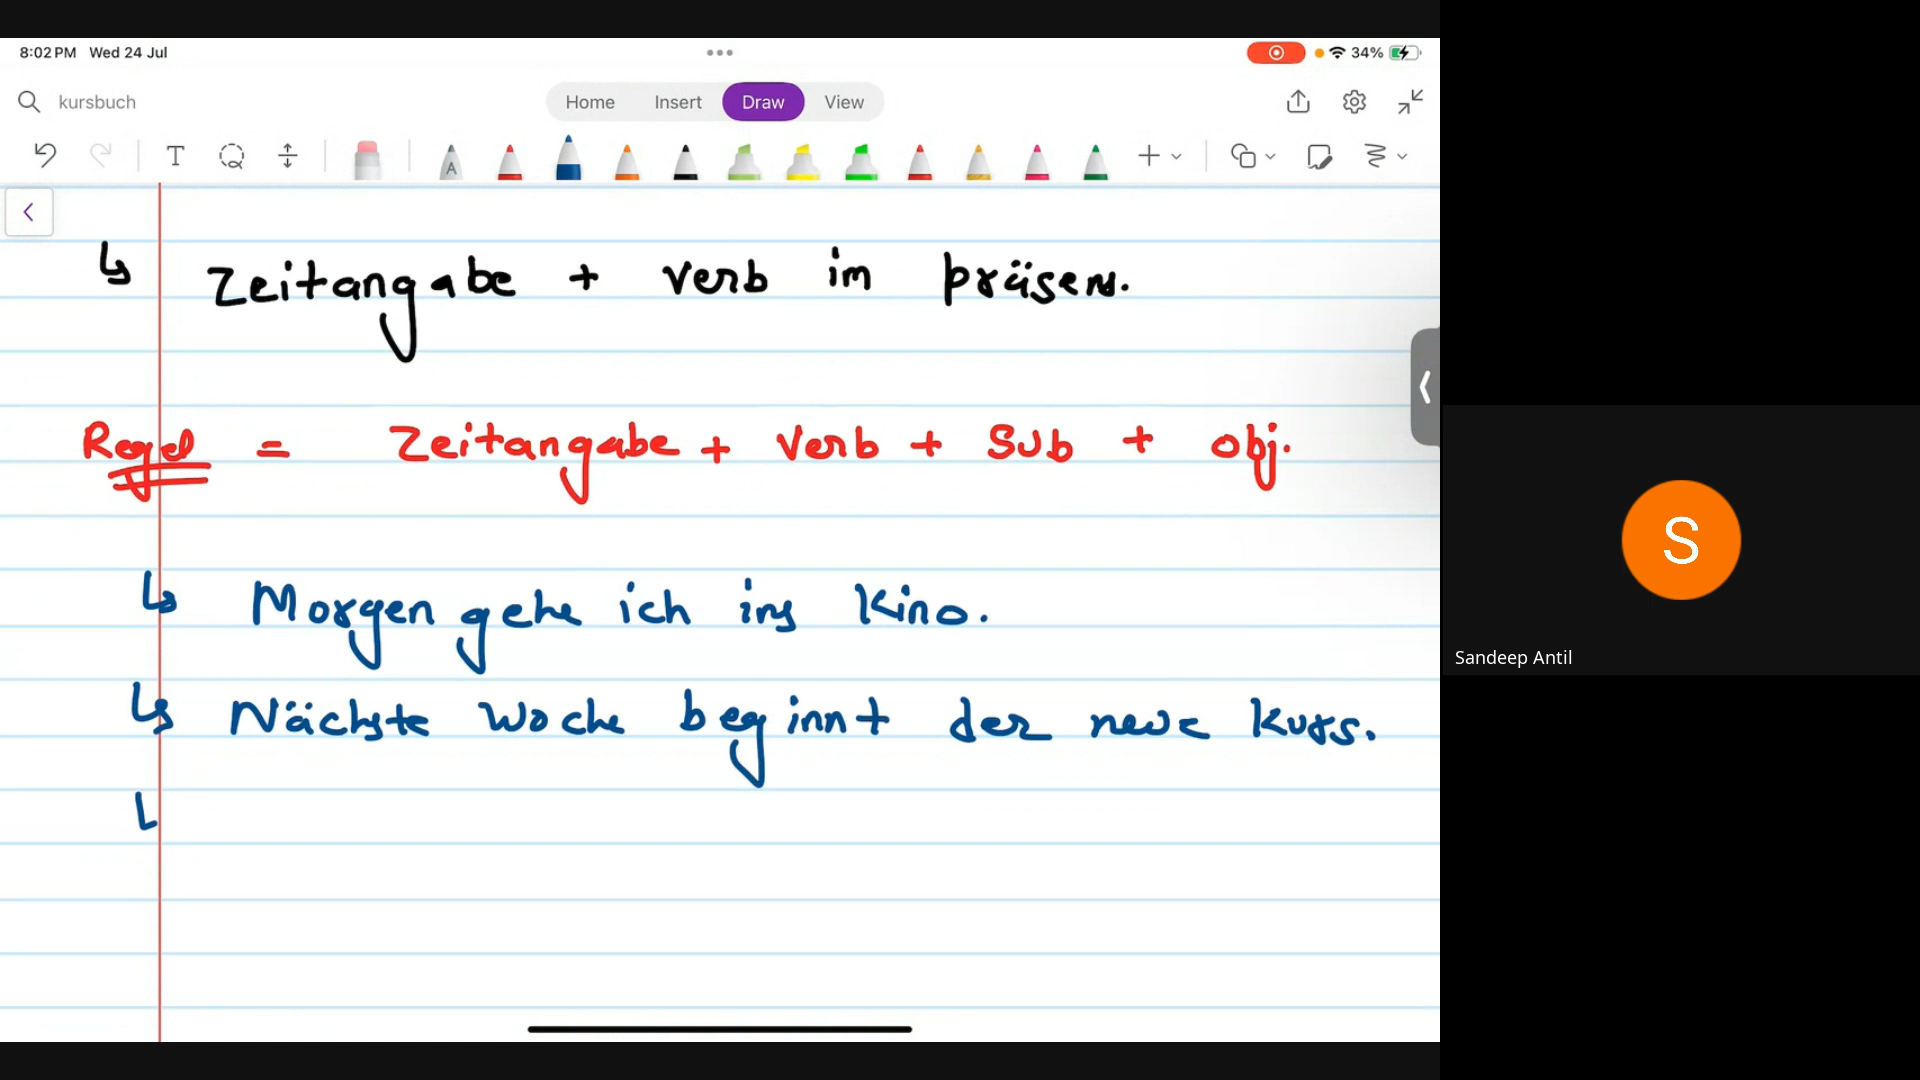 8:02 PM Wed 24 Jul
34%
kursbuch
Home Insert Draw View
T
A
↳ Zeitangabe + verb im präsens.
Regel = Zeitangabe + Verb + Sub + Obj.
↳ Morgen gehe ich ins Kino.
↳ Nächste Woche beginnt der neue Kurs.
S
Sandeep Antil